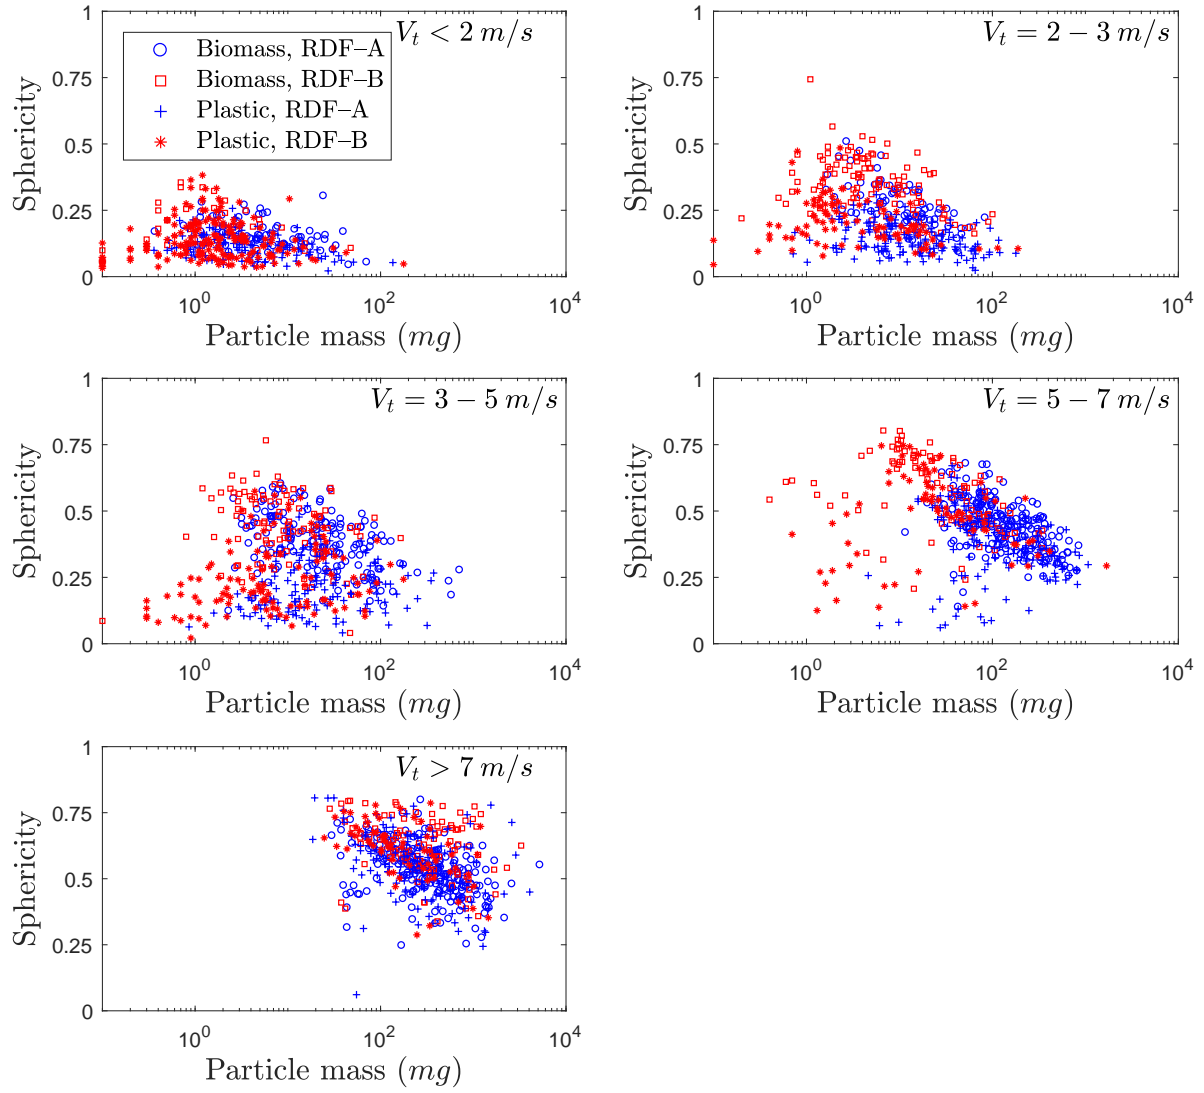 V_t < 2 m/s
Biomass, RDF–A
Biomass, RDF–B
Plastic, RDF–A
Plastic, RDF–B
1
0.75
0.5
0.25
0
Sphericity
10^0
10^2
10^4
Particle mass (mg)
V_t = 2 − 3 m/s
1
0.75
0.5
0.25
0
Sphericity
10^0
10^2
10^4
Particle mass (mg)
V_t = 3 − 5 m/s
1
0.75
0.5
0.25
0
Sphericity
10^0
10^2
10^4
Particle mass (mg)
V_t = 5 − 7 m/s
1
0.75
0.5
0.25
0
Sphericity
10^0
10^2
10^4
Particle mass (mg)
V_t > 7 m/s
1
0.75
0.5
0.25
0
Sphericity
10^0
10^2
10^4
Particle mass (mg)